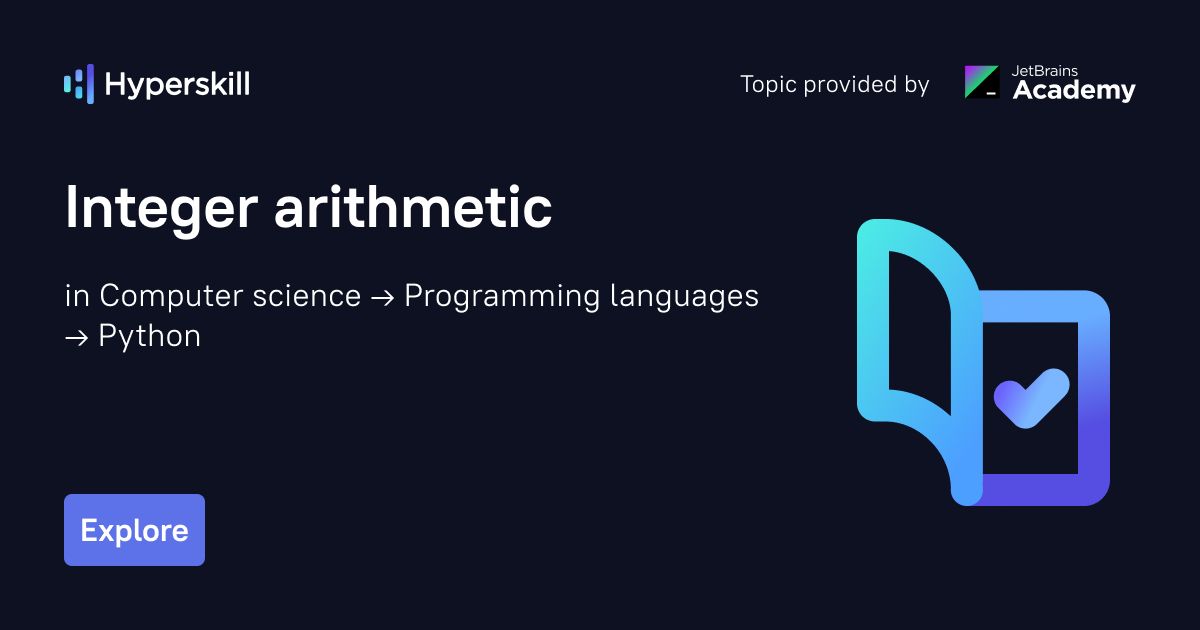 Hyperskill
Topic provided by
JetBrains
Academy
Integer arithmetic
in Computer science → Programming languages
→ Python
Explore